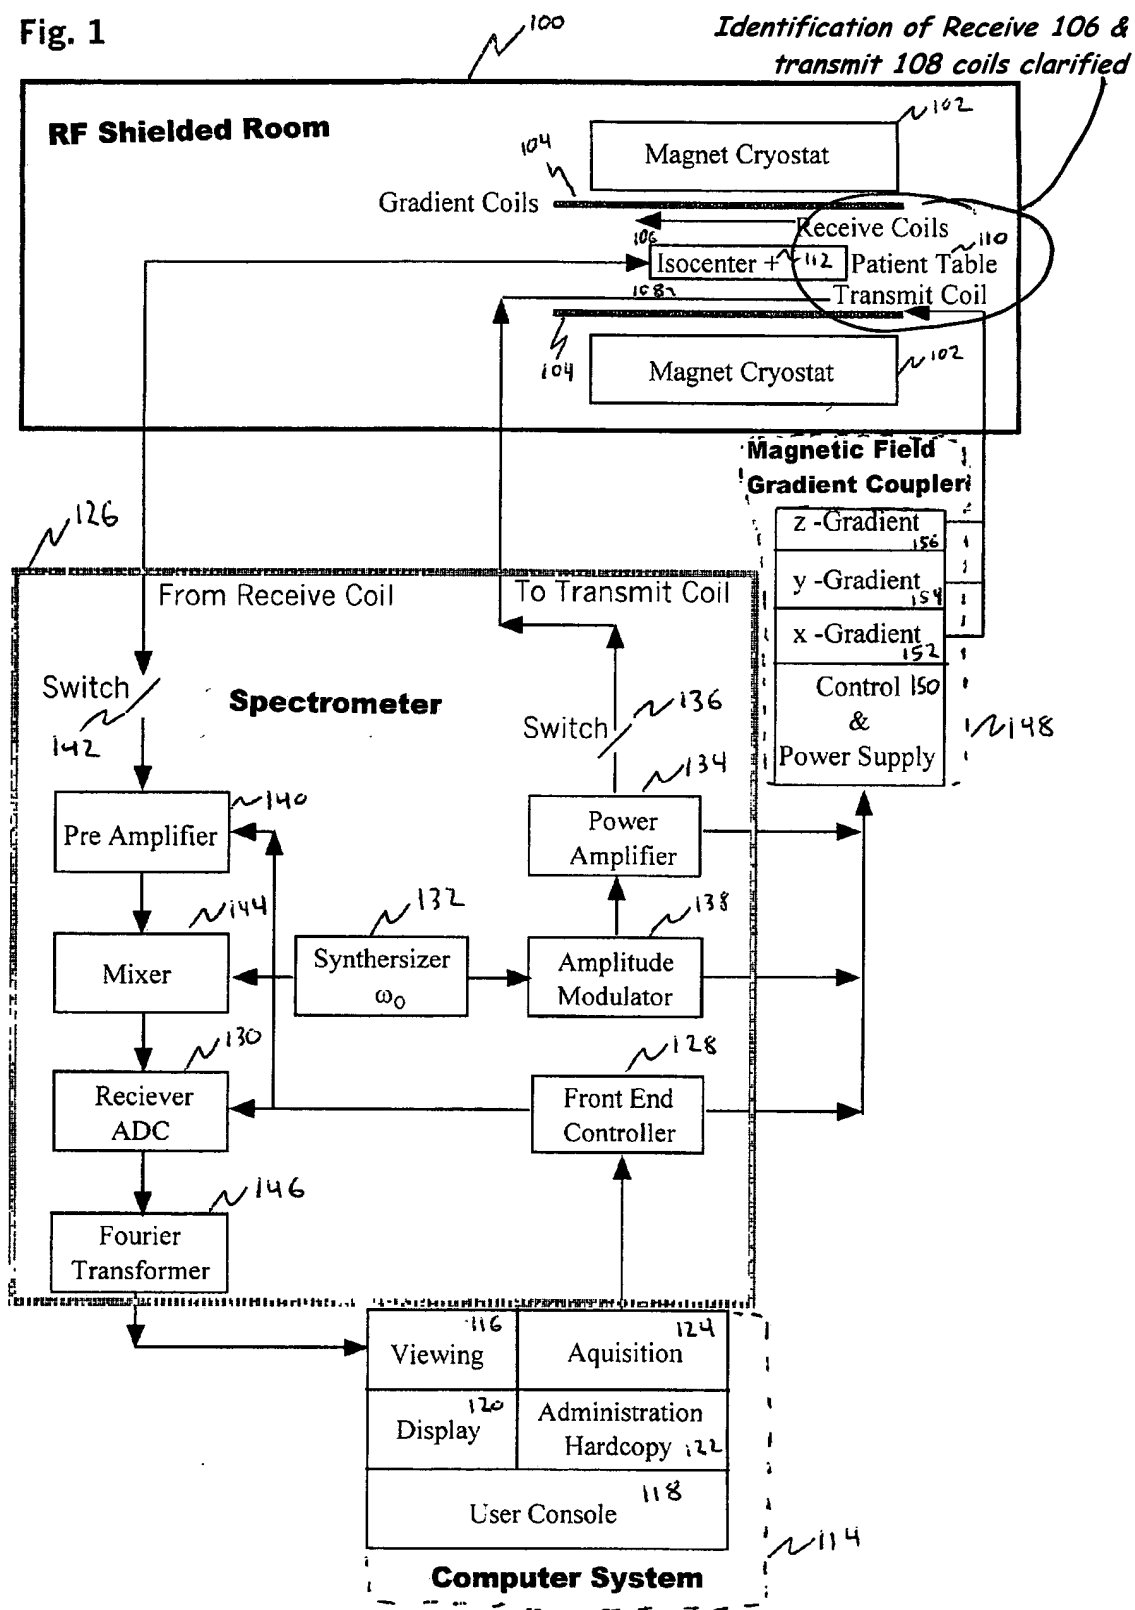 Fig. 1
100
Identification of Receive 106 &
transmit 108 coils clarified
RF Shielded Room
102
Magnet Cryostat
104
Gradient Coils
Receive Coils
106
110
Isocenter + 112
Patient Table
108
Transmit Coil
104
Magnet Cryostat
102
Magnetic Field
Gradient Coupler
z -Gradient
156
y -Gradient
154
x -Gradient
152
Control 150
&
Power Supply
148
126
From Receive Coil
To Transmit Coil
Switch
142
Spectrometer
136
Switch
134
140
Pre Amplifier
Power
Amplifier
144
132
138
Mixer
Synthersizer
ω0
Amplitude
Modulator
130
128
Reciever
ADC
Front End
Controller
146
Fourier
Transformer
116
Viewing
124
Aquisition
120
Display
Administration
Hardcopy 122
118
User Console
114
Computer System